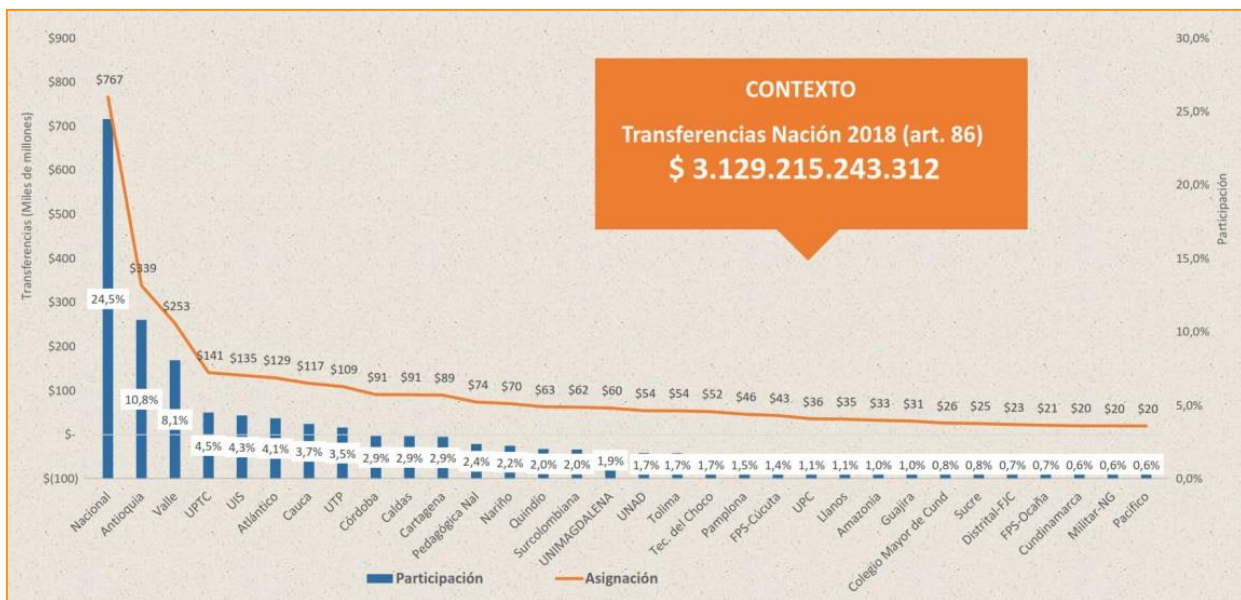 CONTEXTO
Transferencias Nación 2018 (art. 86)
$ 3.129.215.243.312
Transferencias (Miles de millones)
$900
$800
$700
$600
$500
$400
$300
$200
$100
$-
$(100)
$767
$339
$253
$141
$135
$129
$117
$109
$91
$91
$89
$74
$70
$63
$62
$60
$54
$54
$52
$46
$43
$36
$35
$33
$31
$26
$25
$23
$21
$20
$20
$20
24,5%
10,8%
8,1%
4,5%
4,3%
4,1%
3,7%
3,5%
2,9%
2,9%
2,9%
2,4%
2,2%
2,0%
2,0%
1,9%
1,7%
1,7%
1,7%
1,5%
1,4%
1,1%
1,1%
1,0%
1,0%
0,8%
0,8%
0,7%
0,7%
0,6%
0,6%
0,6%
30,0%
25,0%
20,0%
15,0%
10,0%
5,0%
0,0%
Participación
Nacional
Antioquia
Valle
UPTC
UIS
Atlántico
Cauca
UTP
Córdoba
Caldas
Cartagena
Pedagógica Nal
Nariño
Quindío
Surcolombiana
UNIMAGDALENA
UNAD
Tolima
Tec. del Choco
Pamplona
FPS-Cúcuta
UPC
Llanos
Amazonia
Guajira
Colegio Mayor de Cund
Sucre
Distrital-FJC
FPS-Ocaña
Cundinamarca
Militar-NG
Pacifico
Participación
Asignación